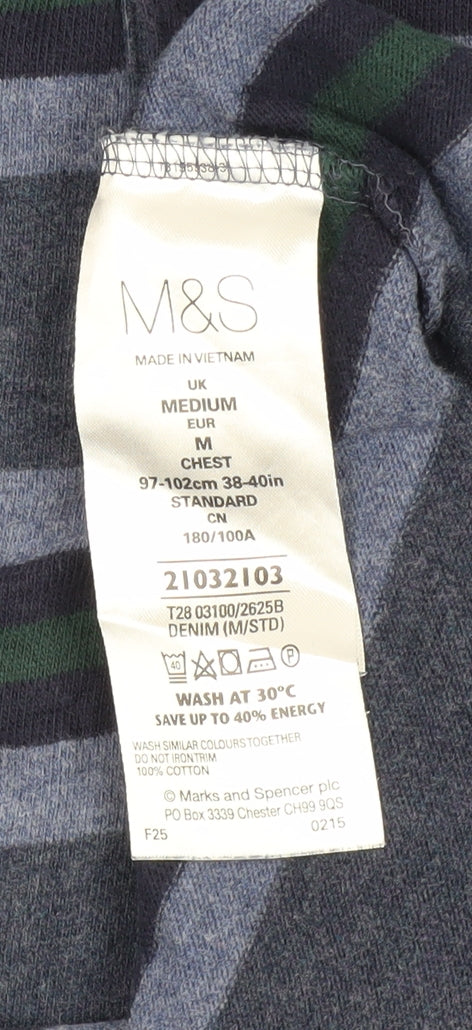 M&S
MADE IN VIETNAM
UK
MEDIUM
EUR
M
CHEST
97-102cm 38-40in
STANDARD
CN
180/100A
21032103
T28 03100/2625B
DENIM (M/STD)
40
P
WASH AT 30°C
SAVE UP TO 40% ENERGY
WASH SIMILAR COLOURS TOGETHER
DO NOT IRON TRIM
100% COTTON
© Marks and Spencer plc
PO Box 3339 Chester CH99 9QS
F25 0215